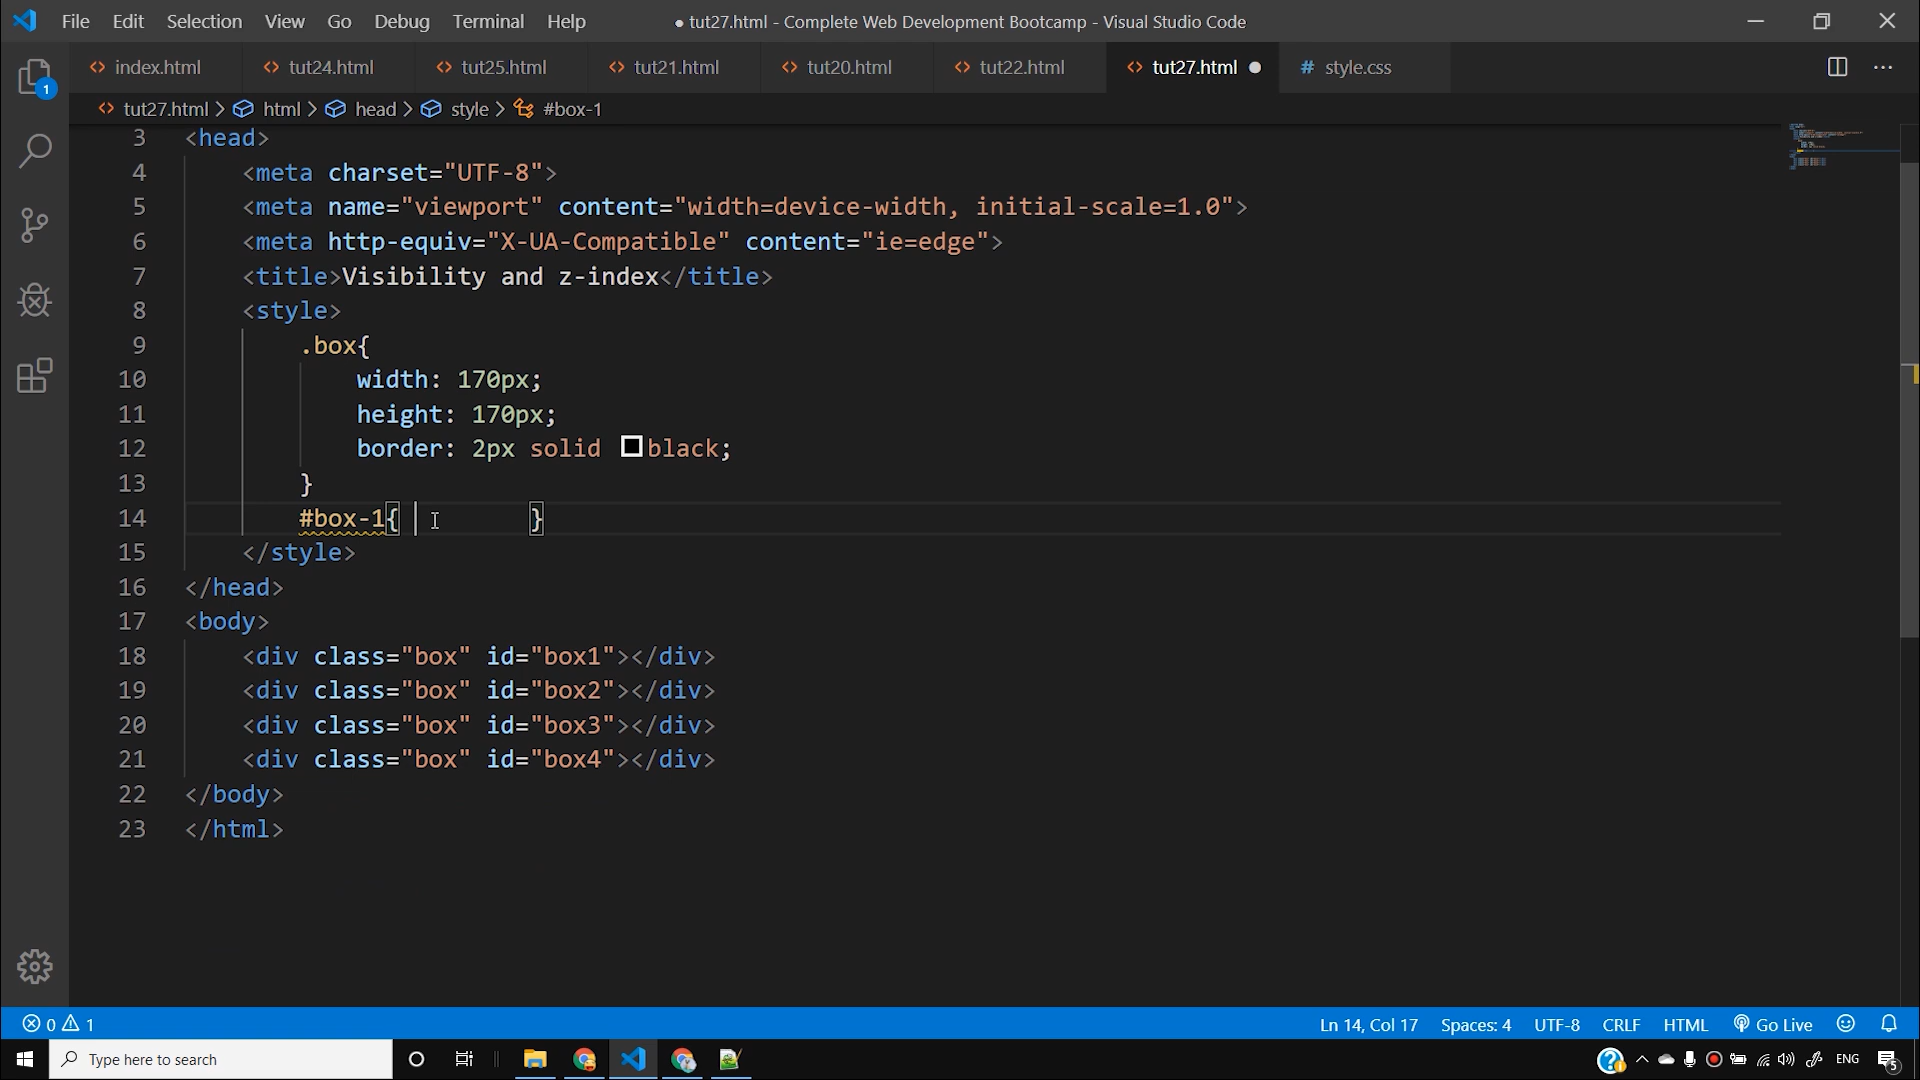 File Edit Selection View Go Debug Terminal Help ● tut27.html - Complete Web Development Bootcamp - Visual Studio Code
index.html tut24.html tut25.html tut21.html tut20.html tut22.html tut27.html # style.css
tut27.html > html > head > style > #box-1
3 <head>
4 <meta charset="UTF-8">
5 <meta name="viewport" content="width=device-width, initial-scale=1.0">
6 <meta http-equiv="X-UA-Compatible" content="ie=edge">
7 <title>Visibility and z-index</title>
8 <style>
9 .box{
10 width: 170px;
11 height: 170px;
12 border: 2px solid black;
13 }
14 #box-1{ }
15 </style>
16 </head>
17 <body>
18 <div class="box" id="box1"></div>
19 <div class="box" id="box2"></div>
20 <div class="box" id="box3"></div>
21 <div class="box" id="box4"></div>
22 </body>
23 </html>
0 1 Ln 14, Col 17 Spaces: 4 UTF-8 CRLF HTML Go Live
Type here to search ENG 5